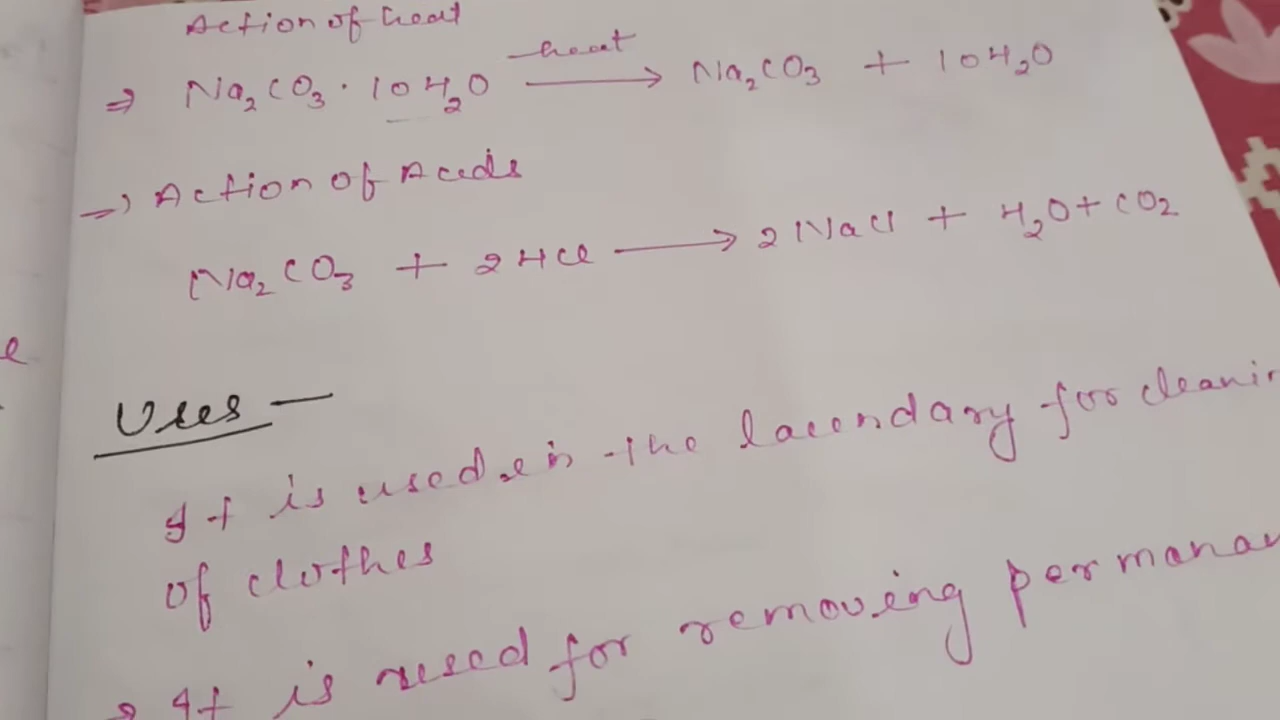 Action of heat
⇒ Na₂CO₃·10H₂O —heat→ Na₂CO₃ + 10H₂O
⇒ Action of Acids
Na₂CO₃ + 2HCl ⟶ 2NaCl + H₂O + CO₂
e
Uses —
It is used in the laundary for cleanin
of clothes
⇒ It is used for removing permanan